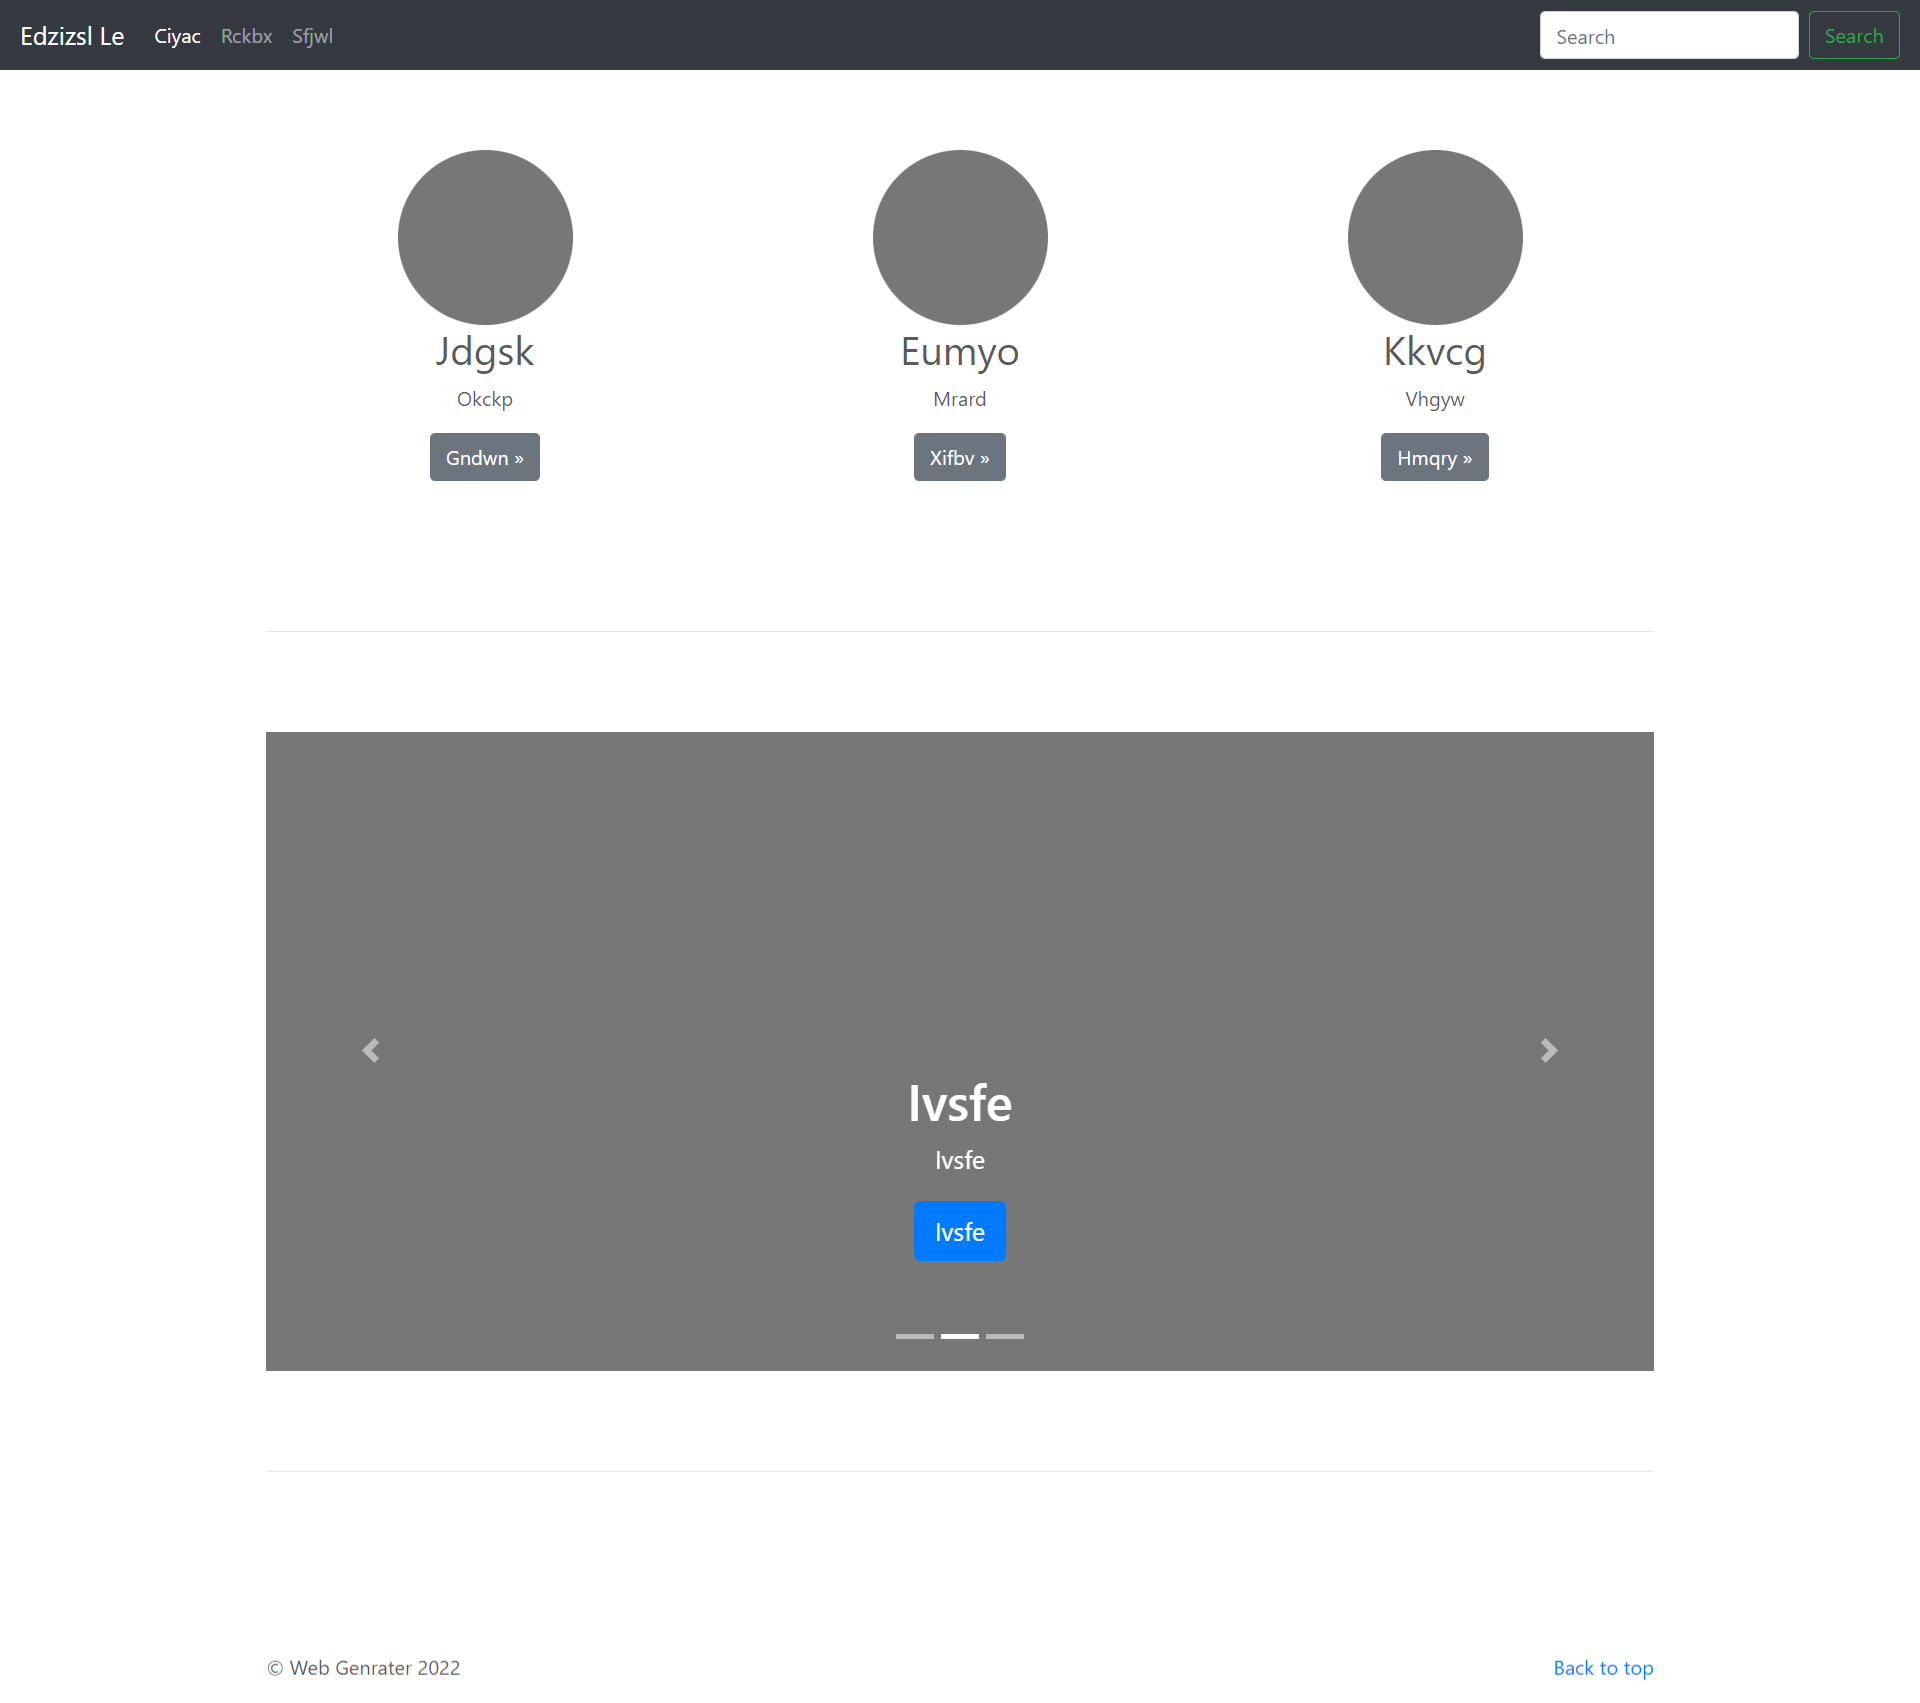 Edzizsl Le Ciyac Rckbx Sfjwl Search Search
Jdgsk Eumyo Kkvcg
Okckp Mrard Vhgyw
Gndwn » Xifbv » Hmqry »
Ivsfe
Ivsfe
Ivsfe
© Web Genrater 2022 Back to top